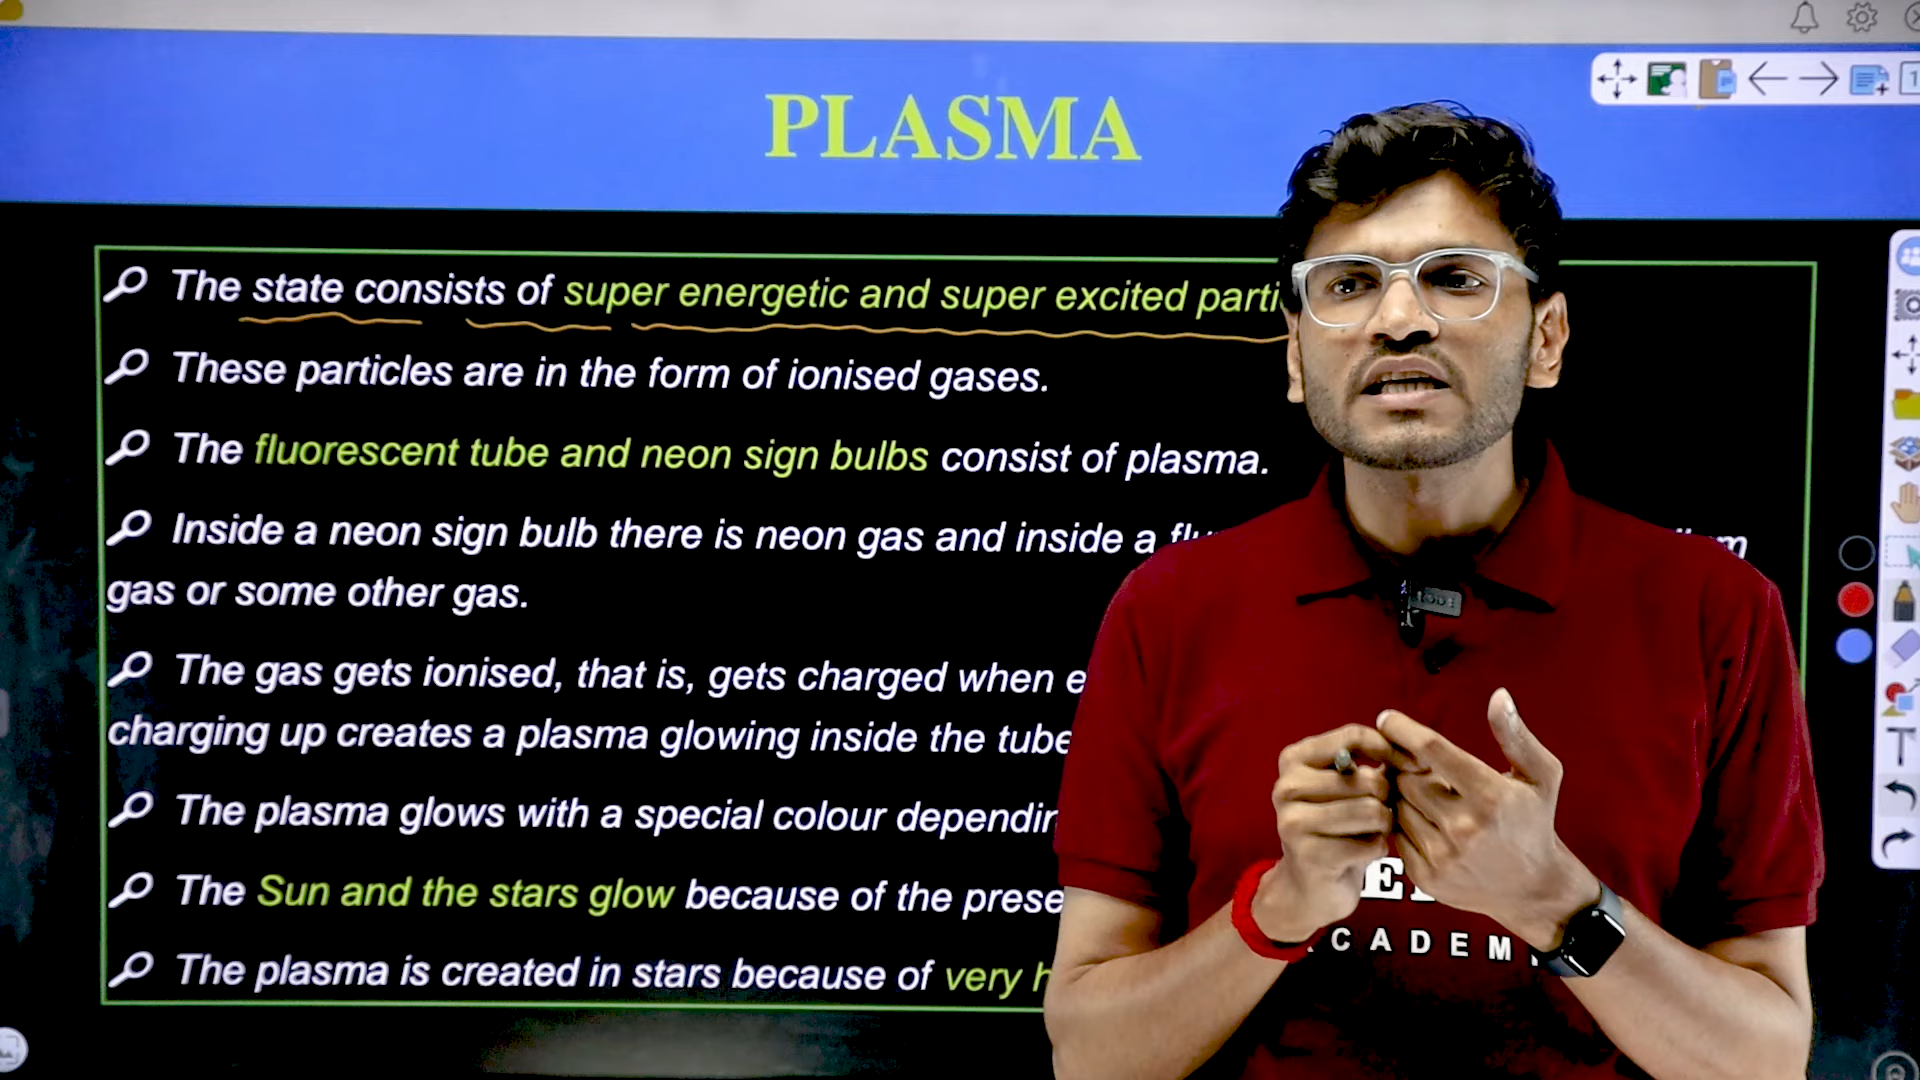 PLASMA
The state consists of super energetic and super excited parti
These particles are in the form of ionised gases.
The fluorescent tube and neon sign bulbs consist of plasma.
Inside a neon sign bulb there is neon gas and inside a
gas or some other gas.
The gas gets ionised, that is, gets charged when
charging up creates a plasma glowing inside the tube
The plasma glows with a special colour dependin
The Sun and the stars glow because of the prese
The plasma is created in stars because of very h
CADEM